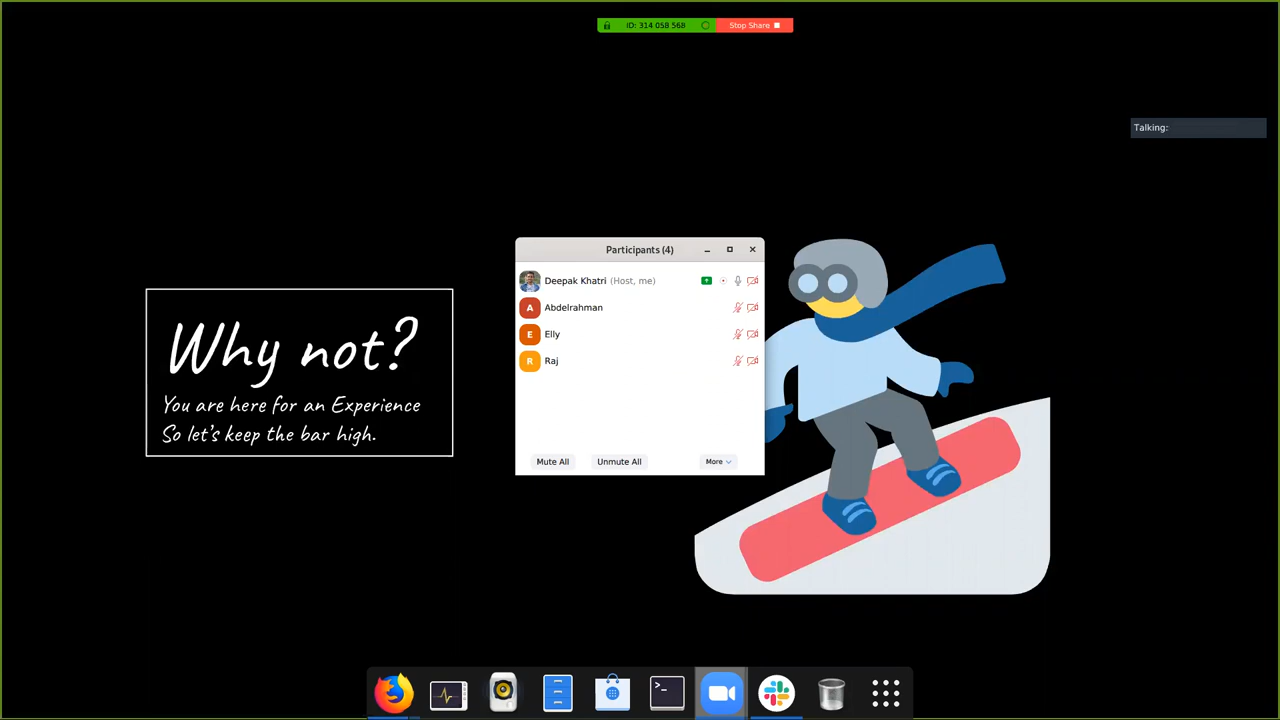 ID: 314 058 568
Stop Share
Talking:
Participants (4)
Deepak Khatri (Host, me)
A Abdelrahman
E Elly
R Raj
Mute All
Unmute All
More
Why not?
You are here for an Experience
So let's keep the bar high.
>_